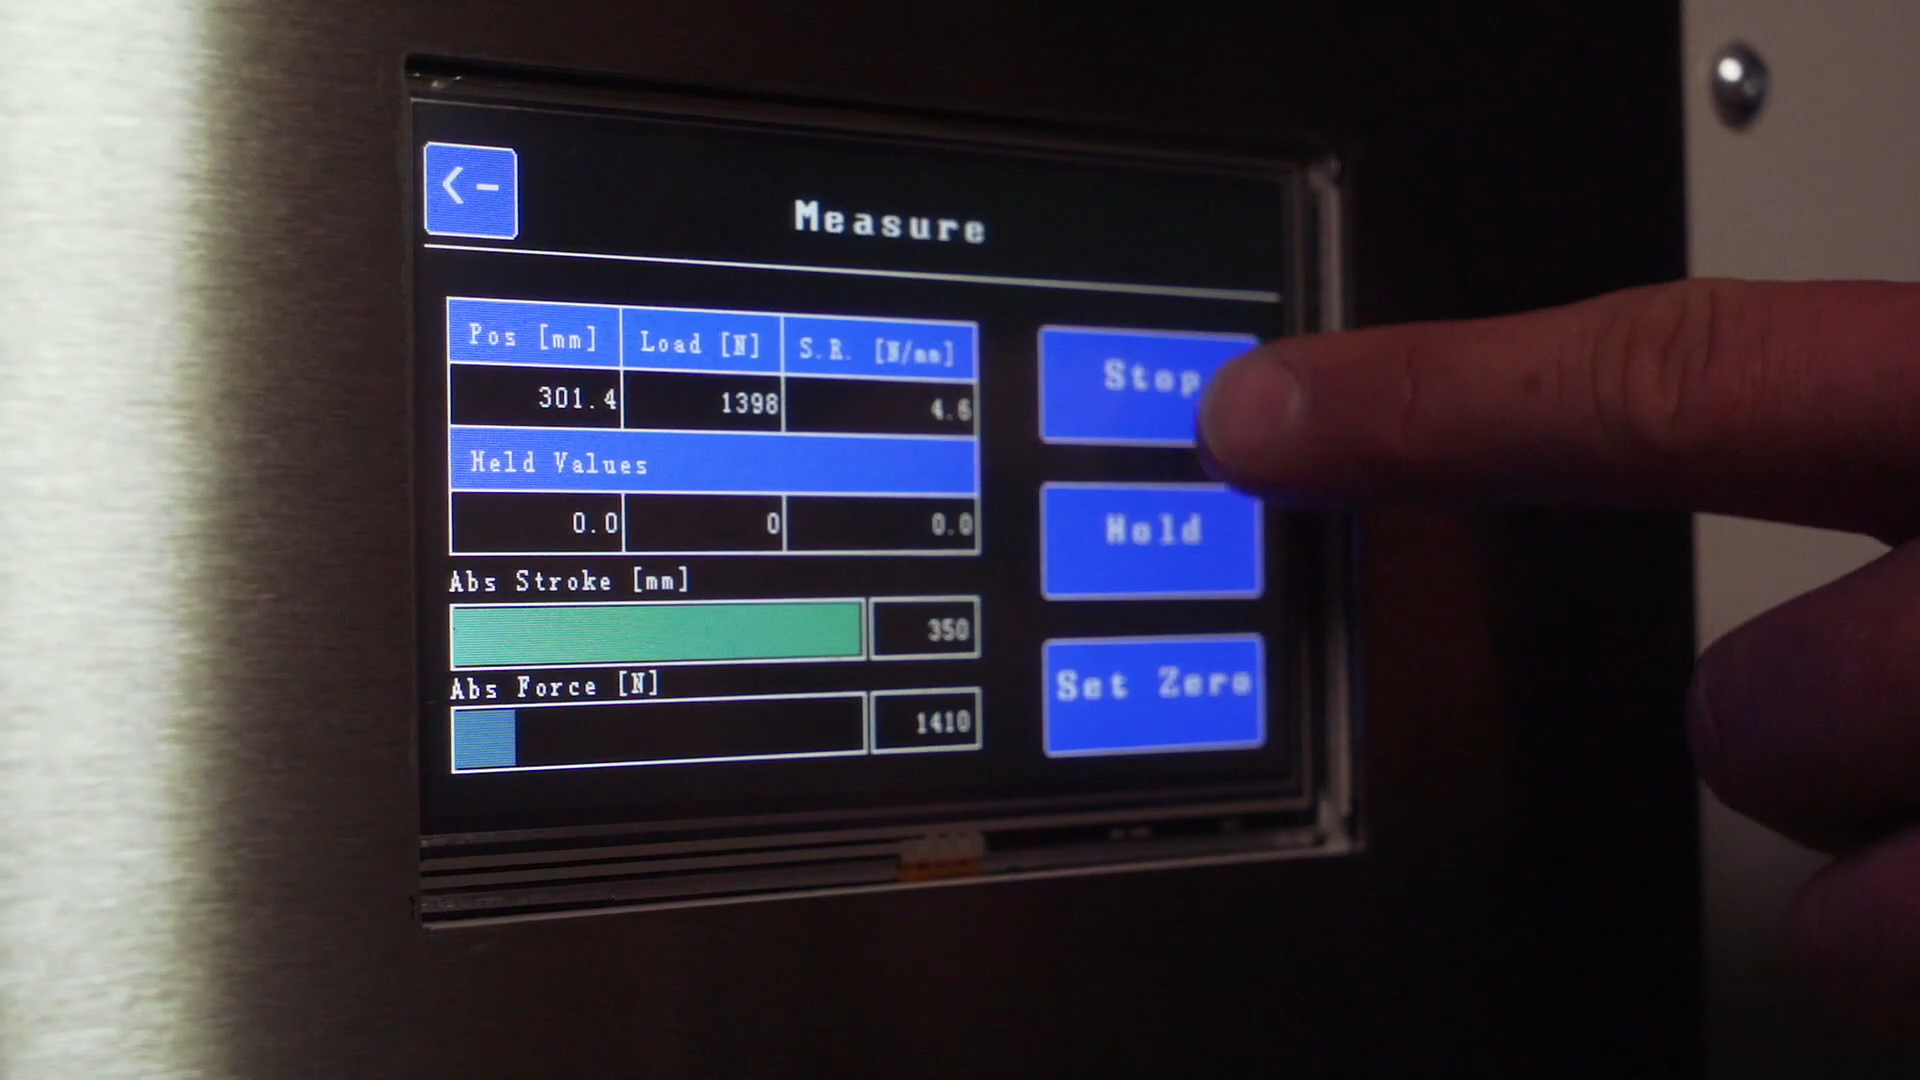 <-
Measure
Pos [mm] Load [N] S.R. [N/mm]
301.4 1398 4.6
Held Values
0.0 0 0.0
Abs Stroke [mm]
350
Abs Force [N]
1410
Stop
Hold
Set Zero